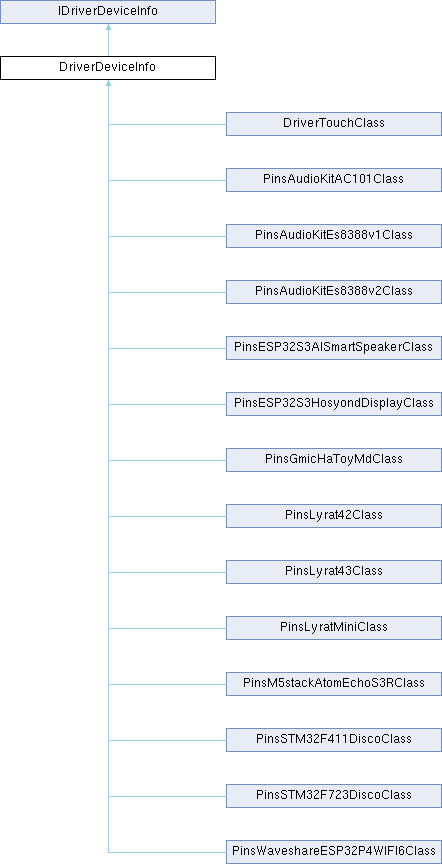 IDriverDeviceInfo
DriverDeviceInfo
DriverTouchClass
PinsAudioKitAC101Class
PinsAudioKitEs8388v1Class
PinsAudioKitEs8388v2Class
PinsESP32S3AISmartSpeakerClass
PinsESP32S3HosyondDisplayClass
PinsGmicHaToyMdClass
PinsLyrat42Class
PinsLyrat43Class
PinsLyratMiniClass
PinsM5stackAtomEchoS3RClass
PinsSTM32F411DiscoClass
PinsSTM32F723DiscoClass
PinsWaveshareESP32P4WIFI6Class